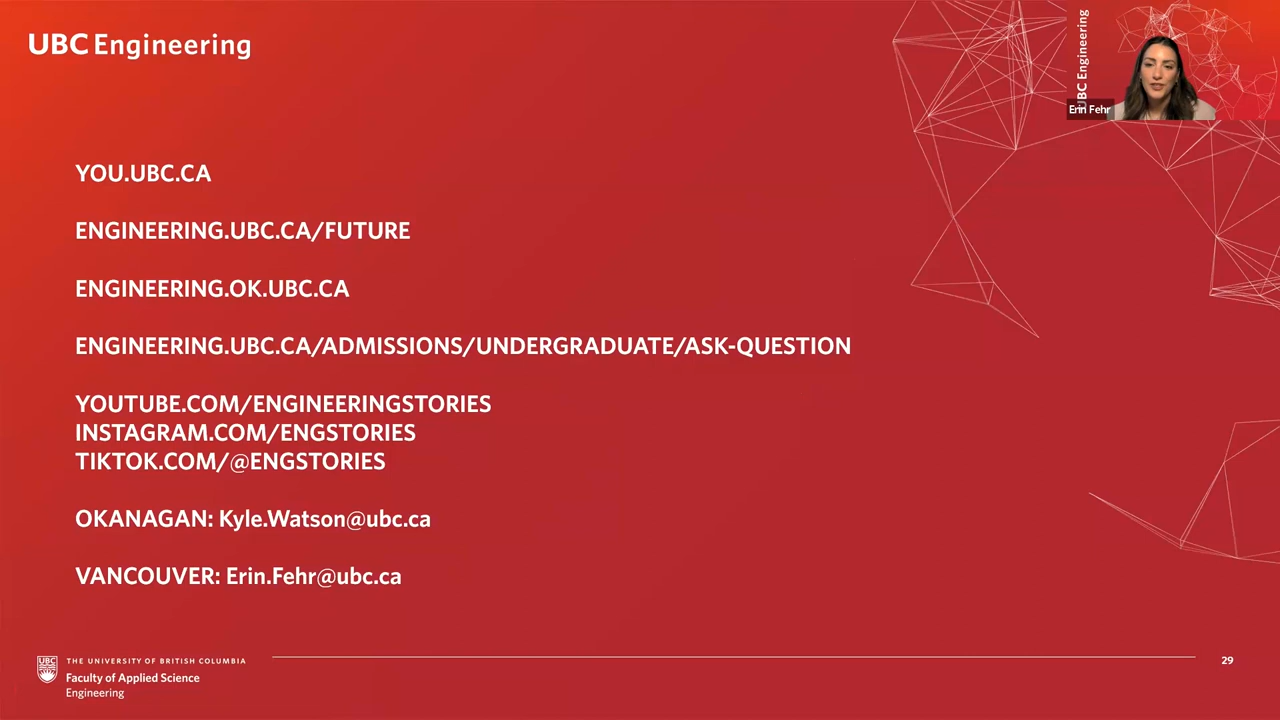 UBC Engineering
UBC Engineering
Erin Fehr
YOU.UBC.CA
ENGINEERING.UBC.CA/FUTURE
ENGINEERING.OK.UBC.CA
ENGINEERING.UBC.CA/ADMISSIONS/UNDERGRADUATE/ASK-QUESTION
YOUTUBE.COM/ENGINEERINGSTORIES
INSTAGRAM.COM/ENGSTORIES
TIKTOK.COM/@ENGSTORIES
OKANAGAN: Kyle.Watson@ubc.ca
VANCOUVER: Erin.Fehr@ubc.ca
UBC
THE UNIVERSITY OF BRITISH COLUMBIA
Faculty of Applied Science
Engineering
29